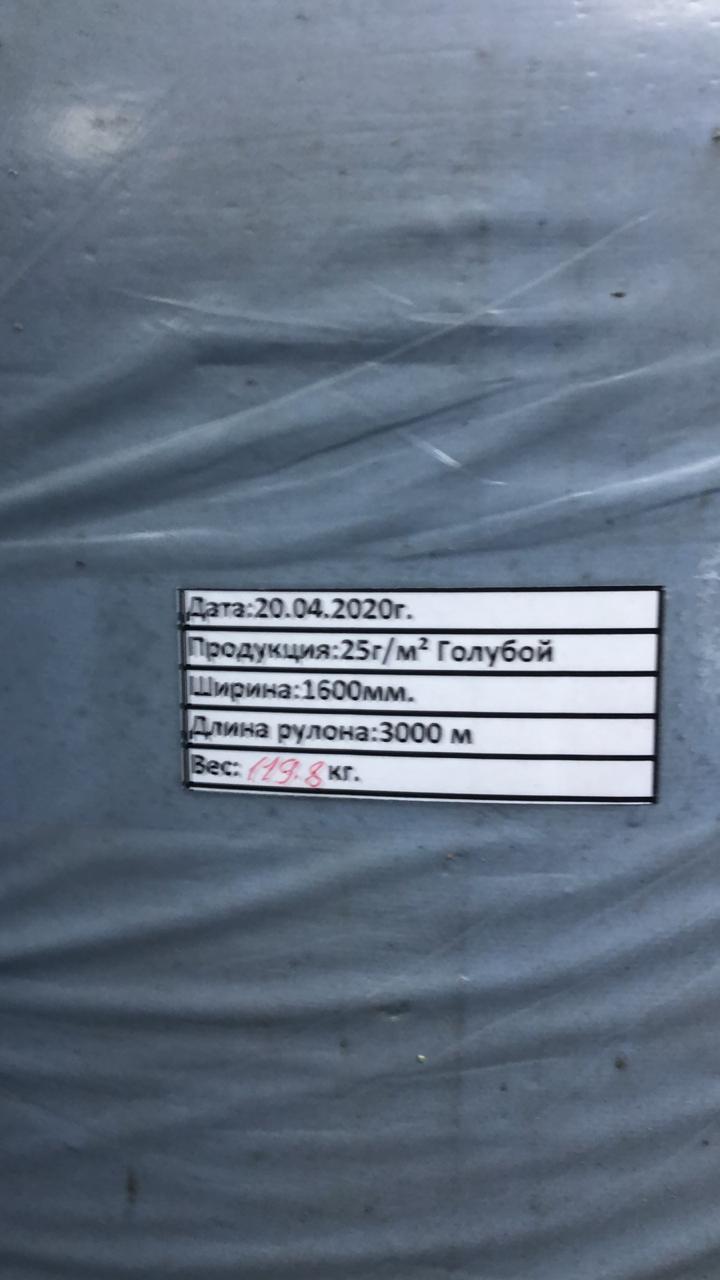 Дата:20.04.2020г.
Продукция:25г/м² Голубой
Ширина:1600мм.
Длина рулона:3000 м
Вес: 119.8 кг.